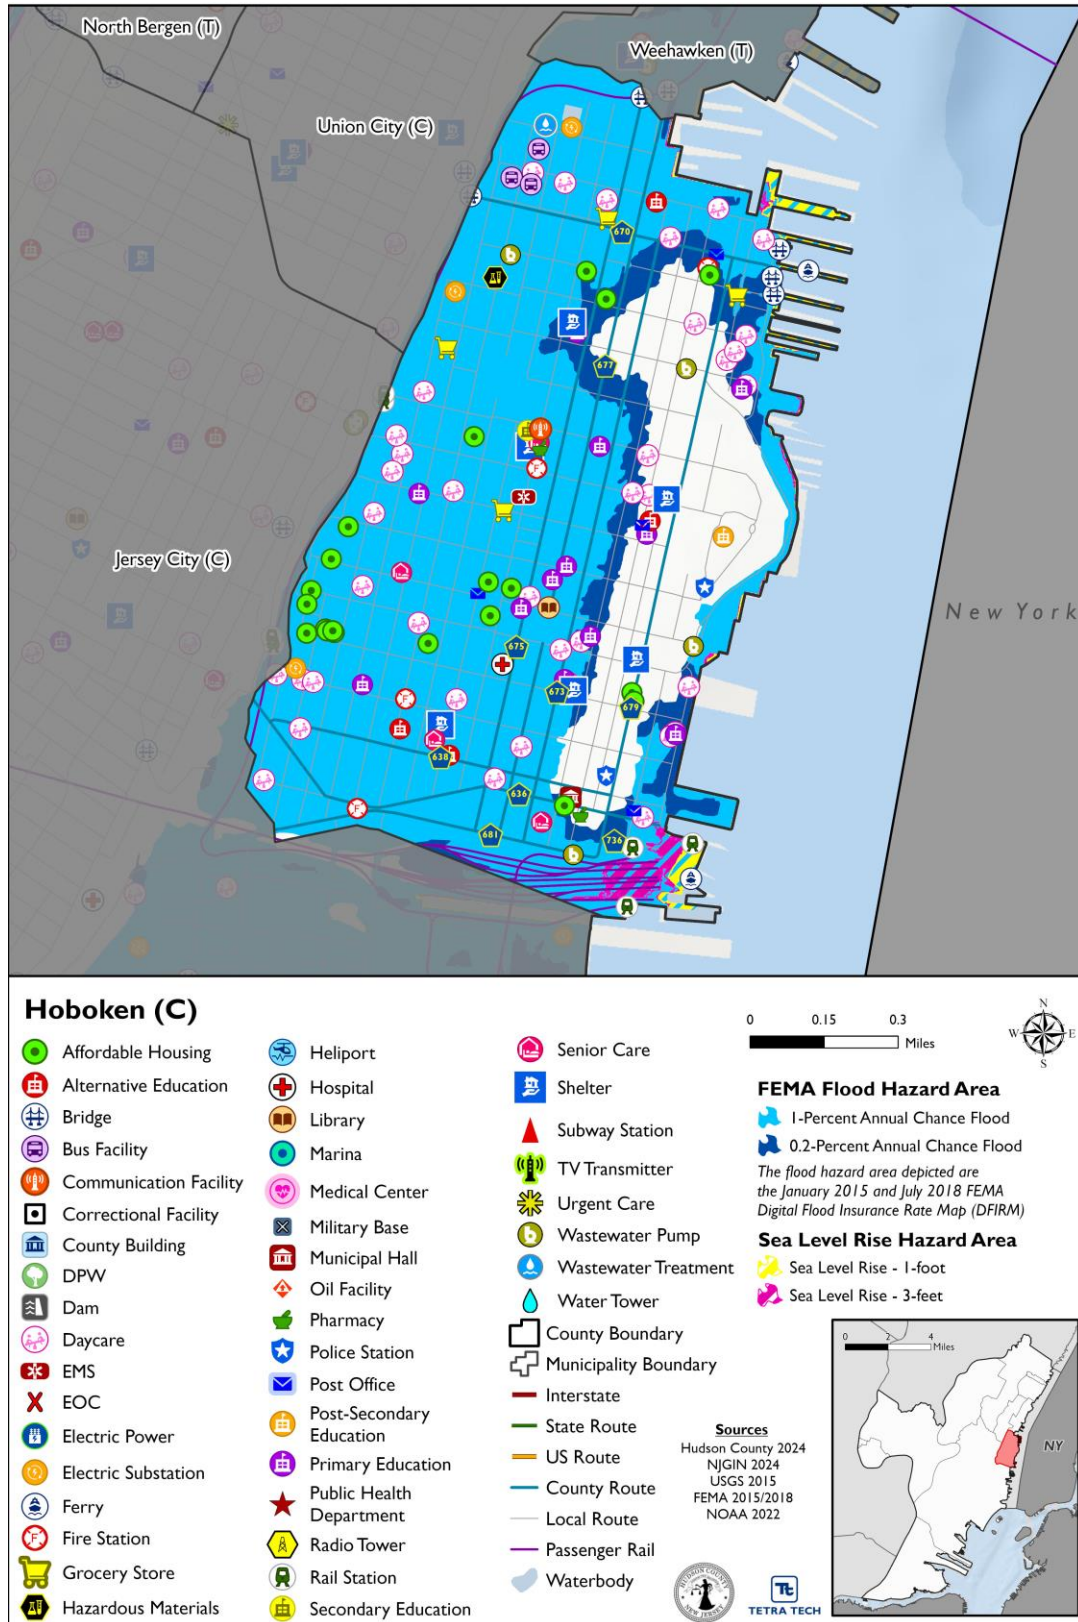 North Bergen (T)
Weehawken (T)
Union City (C)
670
677
Jersey City (C)
New York
675
673
679
638
636
681
736
Hoboken (C)
Affordable Housing
Alternative Education
Bridge
Bus Facility
Communication Facility
Correctional Facility
County Building
DPW
Dam
Daycare
EMS
EOC
Electric Power
Electric Substation
Ferry
Fire Station
Grocery Store
Hazardous Materials
Heliport
Hospital
Library
Marina
Medical Center
Military Base
Municipal Hall
Oil Facility
Pharmacy
Police Station
Post Office
Post-Secondary
Education
Primary Education
Public Health
Department
Radio Tower
Rail Station
Secondary Education
Senior Care
Shelter
Subway Station
TV Transmitter
Urgent Care
Wastewater Pump
Wastewater Treatment
Water Tower
County Boundary
Municipality Boundary
Interstate
State Route
US Route
County Route
Local Route
Passenger Rail
Waterbody
0 0.15 0.3
Miles
N
W E
S
FEMA Flood Hazard Area
1-Percent Annual Chance Flood
0.2-Percent Annual Chance Flood
The flood hazard area depicted are
the January 2015 and July 2018 FEMA
Digital Flood Insurance Rate Map (DFIRM)
Sea Level Rise Hazard Area
Sea Level Rise - 1-foot
Sea Level Rise - 3-feet
Sources
Hudson County 2024
NJGIN 2024
USGS 2015
FEMA 2015/2018
NOAA 2022
HUDSON COUNTY
NEW JERSEY
Tt
TETRA TECH
0 2 4
Miles
NY